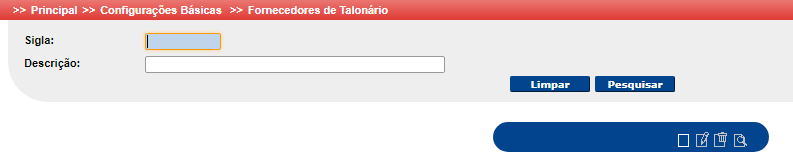 >> Principal >> Configurações Básicas >> Fornecedores de Talonário
Sigla:
Descrição:
Limpar Pesquisar